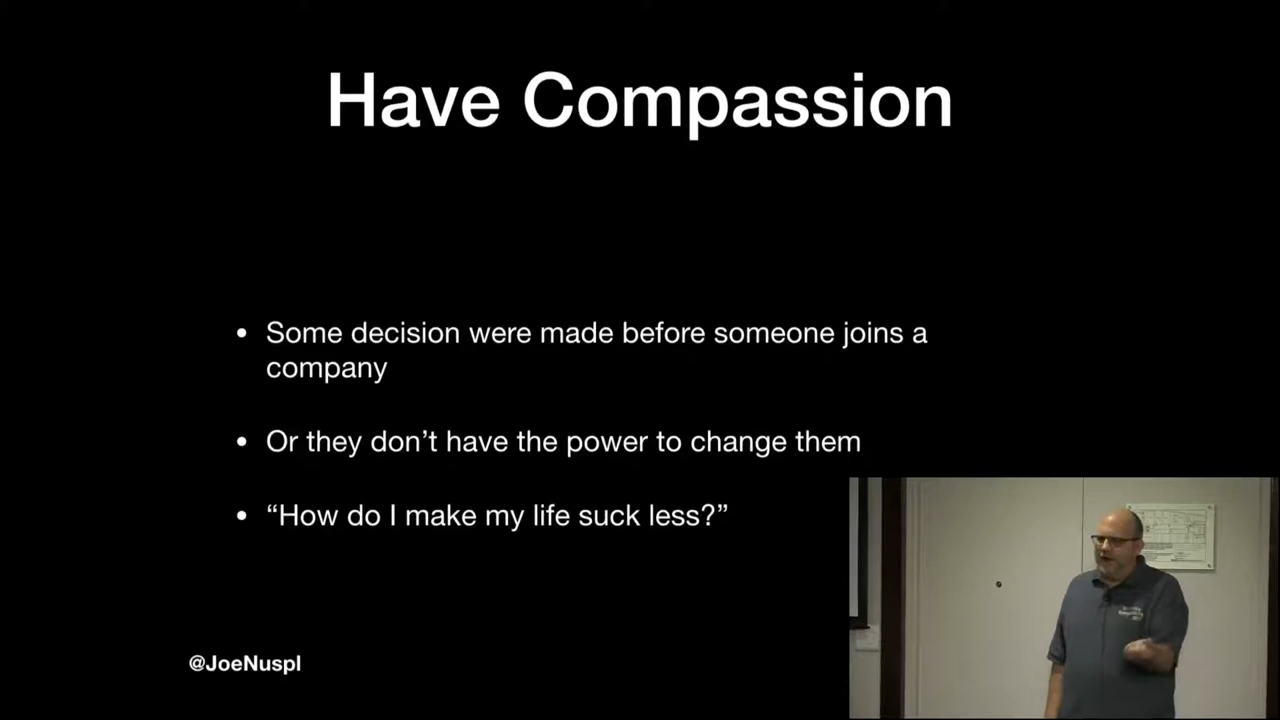 Have Compassion
• Some decision were made before someone joins a
company
• Or they don’t have the power to change them
• “How do I make my life suck less?”
@JoeNuspl